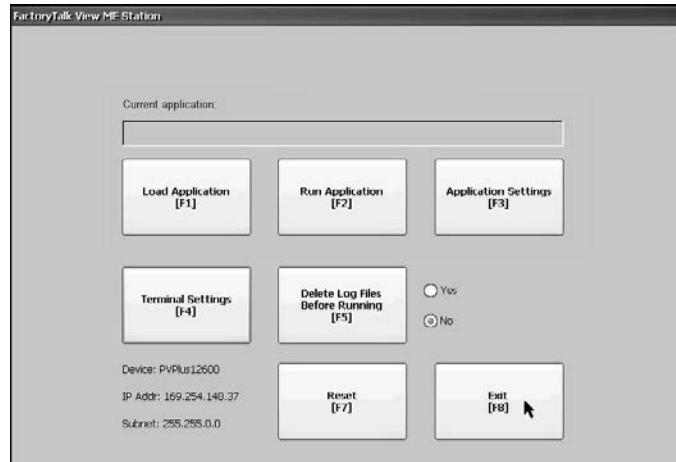 FactoryTalk View ME Station
Current application:
Load Application
[F1]
Run Application
[F2]
Application Settings
[F3]
Terminal Settings
[F4]
Delete Log Files
Before Running
[F5]
Yes
No
Device: PVPlus12600
IP Addr: 169.254.148.37
Subnet: 255.255.0.0
Reset
[F7]
Exit
[F8]